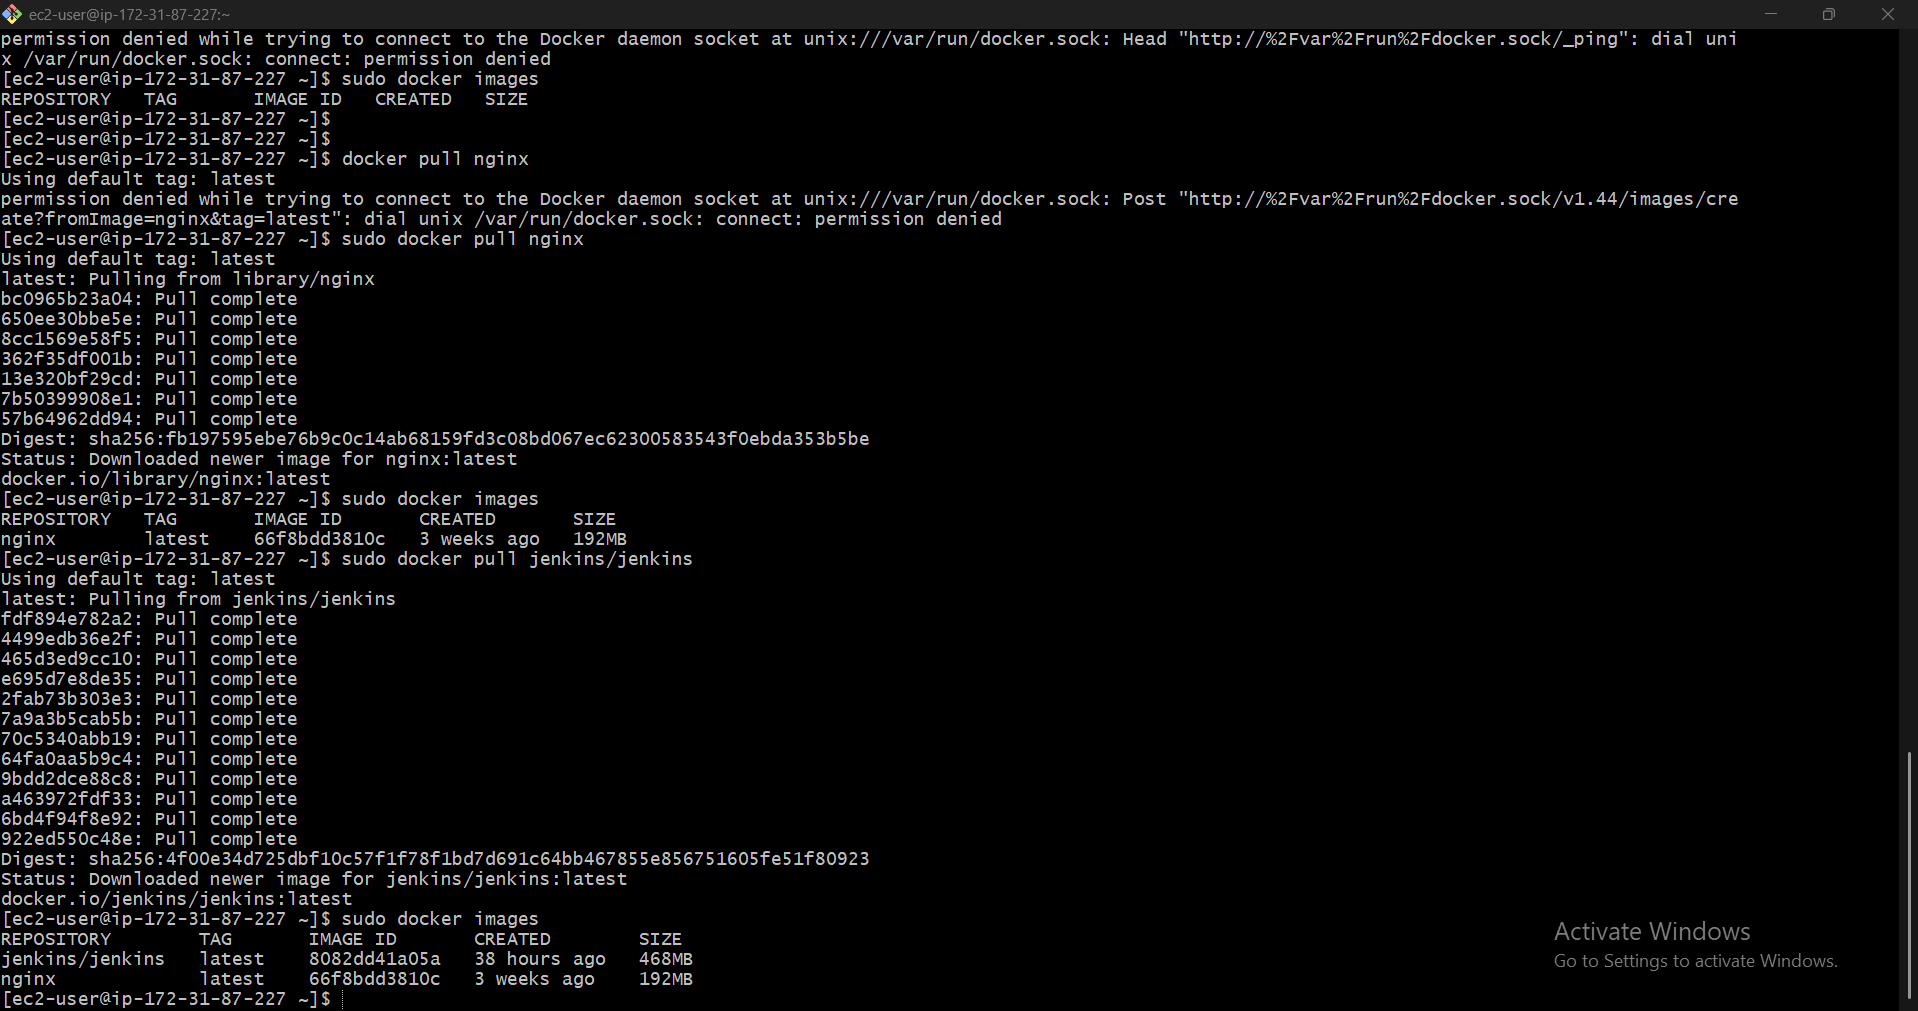 ec2-user@ip-172-31-87-227:~
permission denied while trying to connect to the Docker daemon socket at unix:///var/run/docker.sock: Head "http://%2Fvar%2Frun%2Fdocker.sock/_ping": dial uni
x /var/run/docker.sock: connect: permission denied
[ec2-user@ip-172-31-87-227 ~]$ sudo docker images
REPOSITORY   TAG       IMAGE ID   CREATED   SIZE
[ec2-user@ip-172-31-87-227 ~]$
[ec2-user@ip-172-31-87-227 ~]$
[ec2-user@ip-172-31-87-227 ~]$ docker pull nginx
Using default tag: latest
permission denied while trying to connect to the Docker daemon socket at unix:///var/run/docker.sock: Post "http://%2Fvar%2Frun%2Fdocker.sock/v1.44/images/cre
ate?fromImage=nginx&tag=latest": dial unix /var/run/docker.sock: connect: permission denied
[ec2-user@ip-172-31-87-227 ~]$ sudo docker pull nginx
Using default tag: latest
latest: Pulling from library/nginx
bc0965b23a04: Pull complete
650ee30bbe5e: Pull complete
8cc1569e58f5: Pull complete
362f35df001b: Pull complete
13e320bf29cd: Pull complete
7b50399908e1: Pull complete
57b64962dd94: Pull complete
Digest: sha256:fb197595ebe76b9c0c14ab68159fd3c08bd067ec62300583543f0ebda353b5be
Status: Downloaded newer image for nginx:latest
docker.io/library/nginx:latest
[ec2-user@ip-172-31-87-227 ~]$ sudo docker images
REPOSITORY   TAG       IMAGE ID       CREATED       SIZE
nginx        latest    66f8bdd3810c   3 weeks ago   192MB
[ec2-user@ip-172-31-87-227 ~]$ sudo docker pull jenkins/jenkins
Using default tag: latest
latest: Pulling from jenkins/jenkins
fdf894e782a2: Pull complete
4499edb36e2f: Pull complete
465d3ed9cc10: Pull complete
e695d7e8de35: Pull complete
2fab73b303e3: Pull complete
7a9a3b5cab5b: Pull complete
70c5340abb19: Pull complete
64fa0aa5b9c4: Pull complete
9bdd2dce88c8: Pull complete
a463972fdf33: Pull complete
6bd4f94f8e92: Pull complete
922ed550c48e: Pull complete
Digest: sha256:4f00e34d725dbf10c57f1f78f1bd7d691c64bb467855e856751605fe51f80923
Status: Downloaded newer image for jenkins/jenkins:latest
docker.io/jenkins/jenkins:latest
[ec2-user@ip-172-31-87-227 ~]$ sudo docker images
REPOSITORY        TAG       IMAGE ID       CREATED        SIZE
jenkins/jenkins   latest    8082dd41a05a   38 hours ago   468MB
nginx             latest    66f8bdd3810c   3 weeks ago    192MB
[ec2-user@ip-172-31-87-227 ~]$
Activate Windows
Go to Settings to activate Windows.